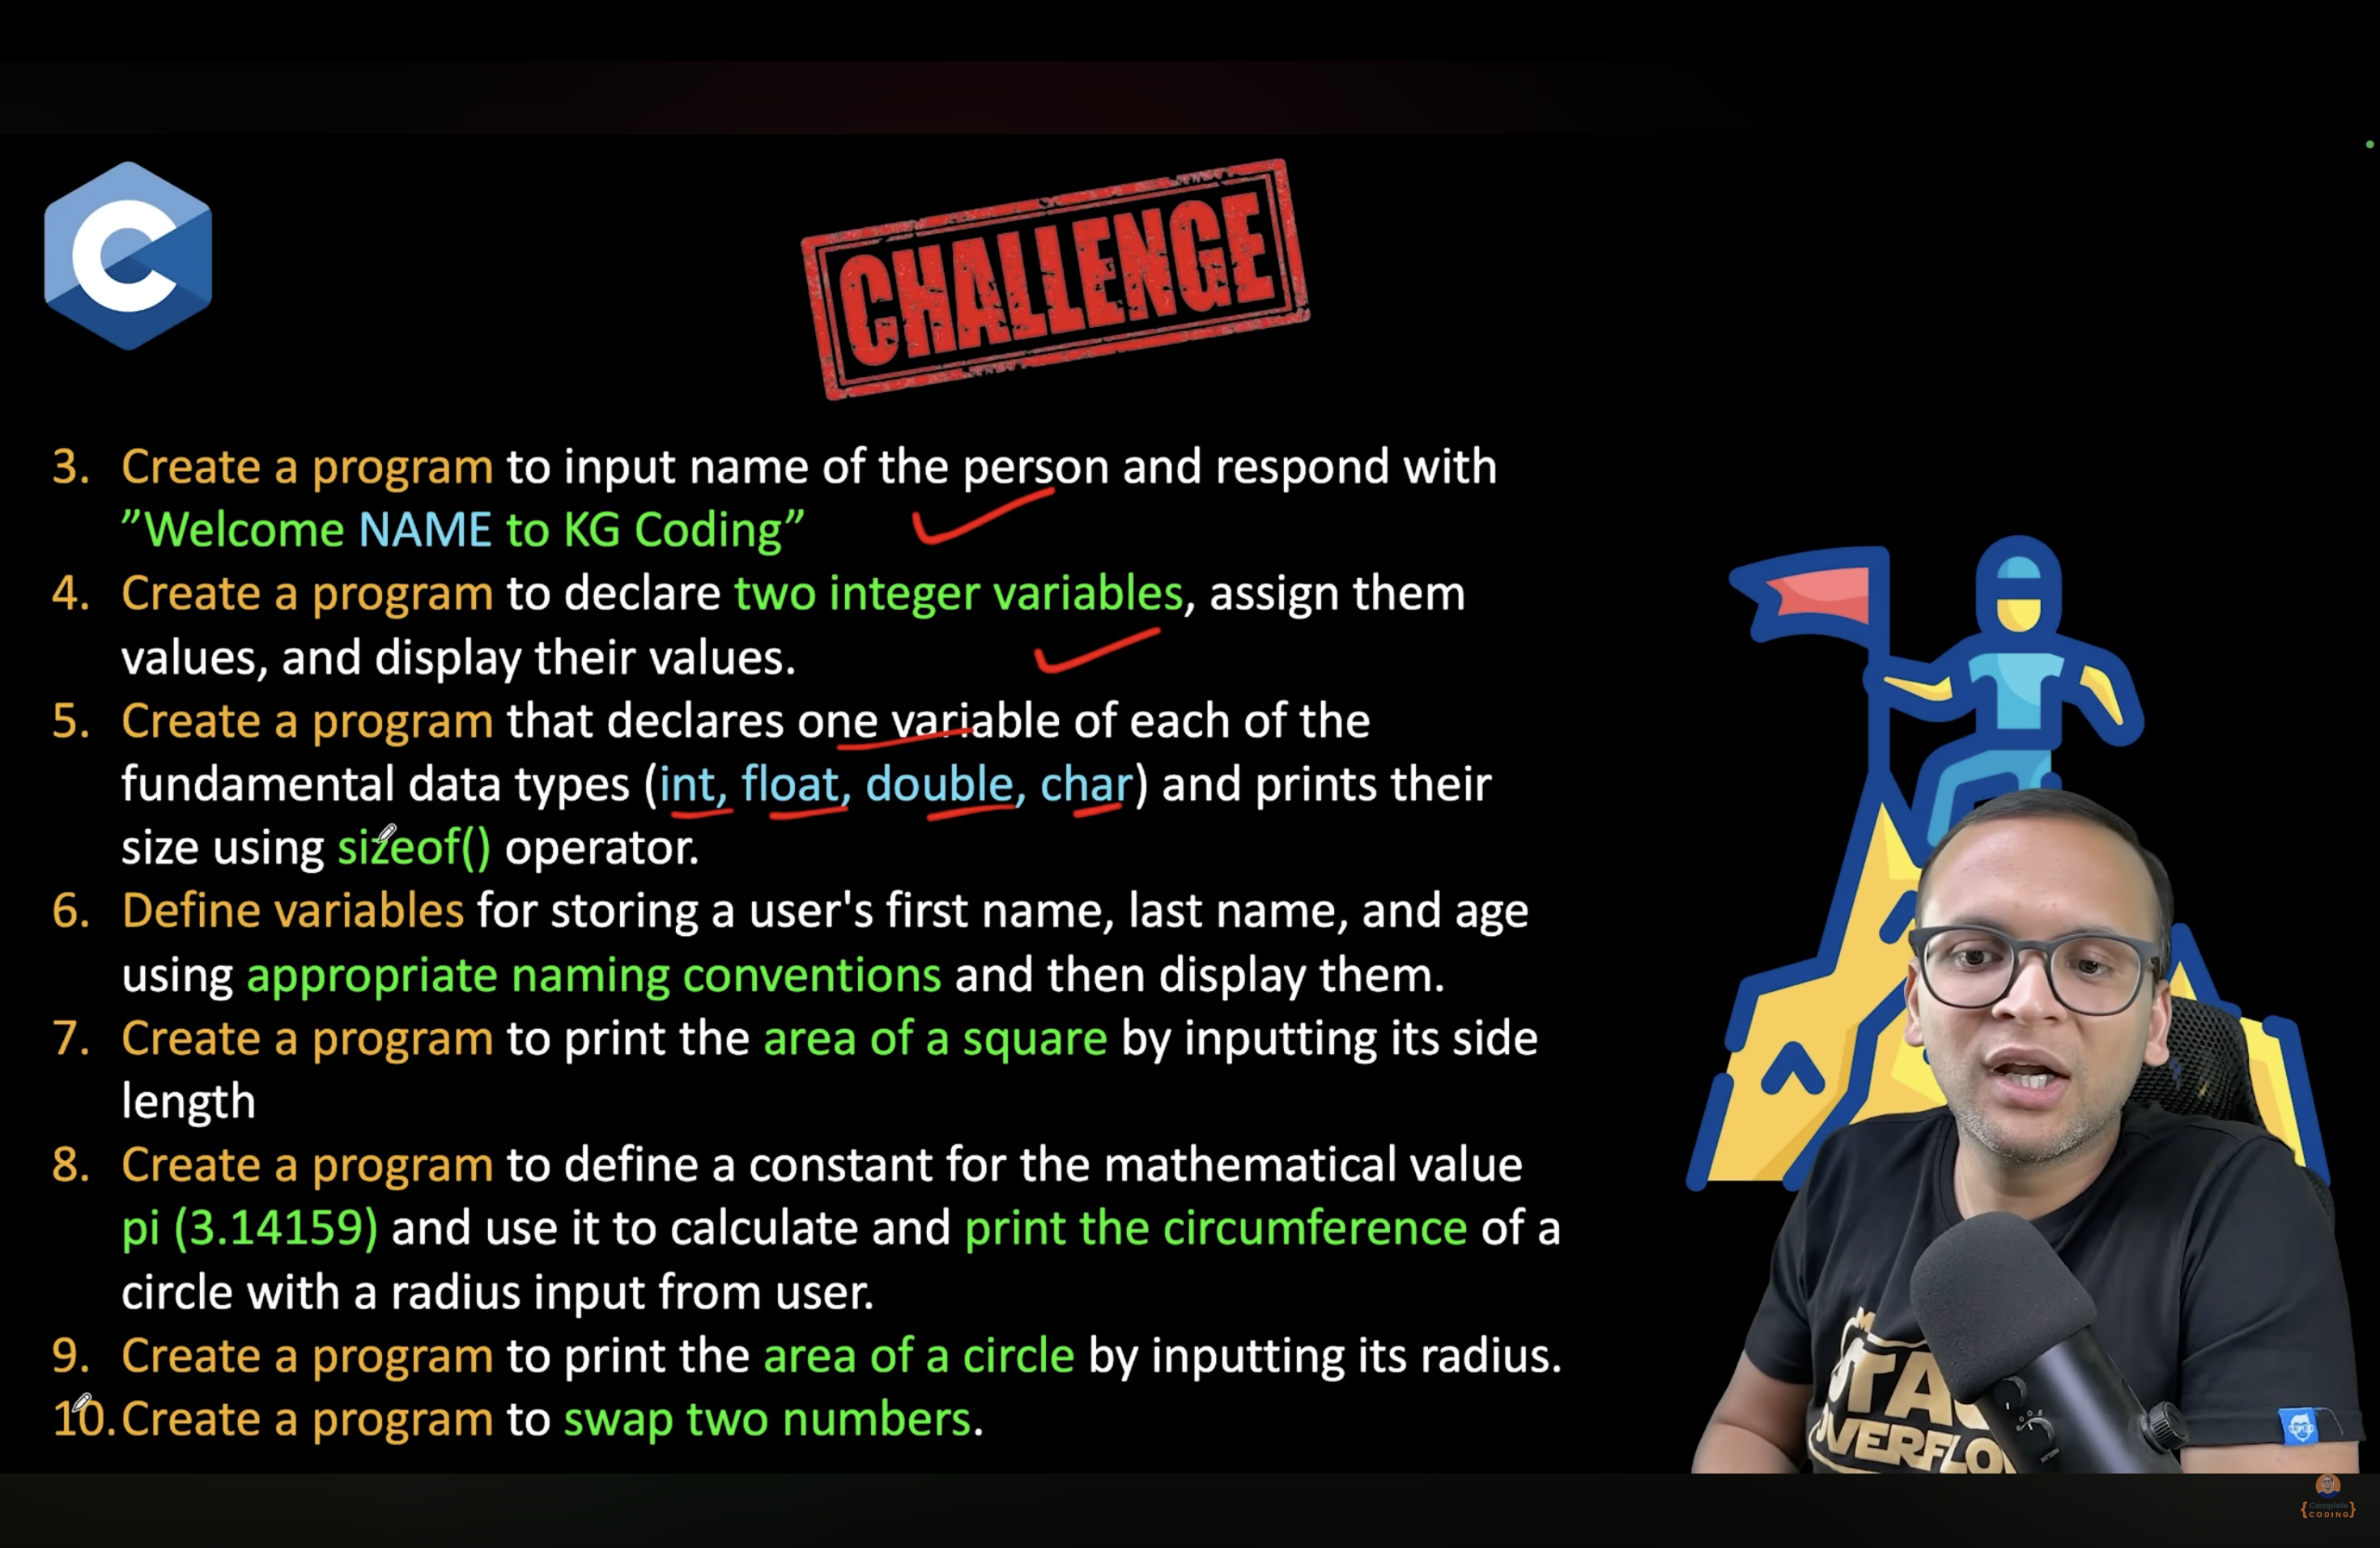 CHALLENGE
3. Create a program to input name of the person and respond with
”Welcome NAME to KG Coding”
4. Create a program to declare two integer variables, assign them
values, and display their values.
5. Create a program that declares one variable of each of the
fundamental data types (int, float, double, char) and prints their
size using sizeof() operator.
6. Define variables for storing a user's first name, last name, and age
using appropriate naming conventions and then display them.
7. Create a program to print the area of a square by inputting its side
length
8. Create a program to define a constant for the mathematical value
pi (3.14159) and use it to calculate and print the circumference of a
circle with a radius input from user.
9. Create a program to print the area of a circle by inputting its radius.
10. Create a program to swap two numbers.
{Complete}
CODING